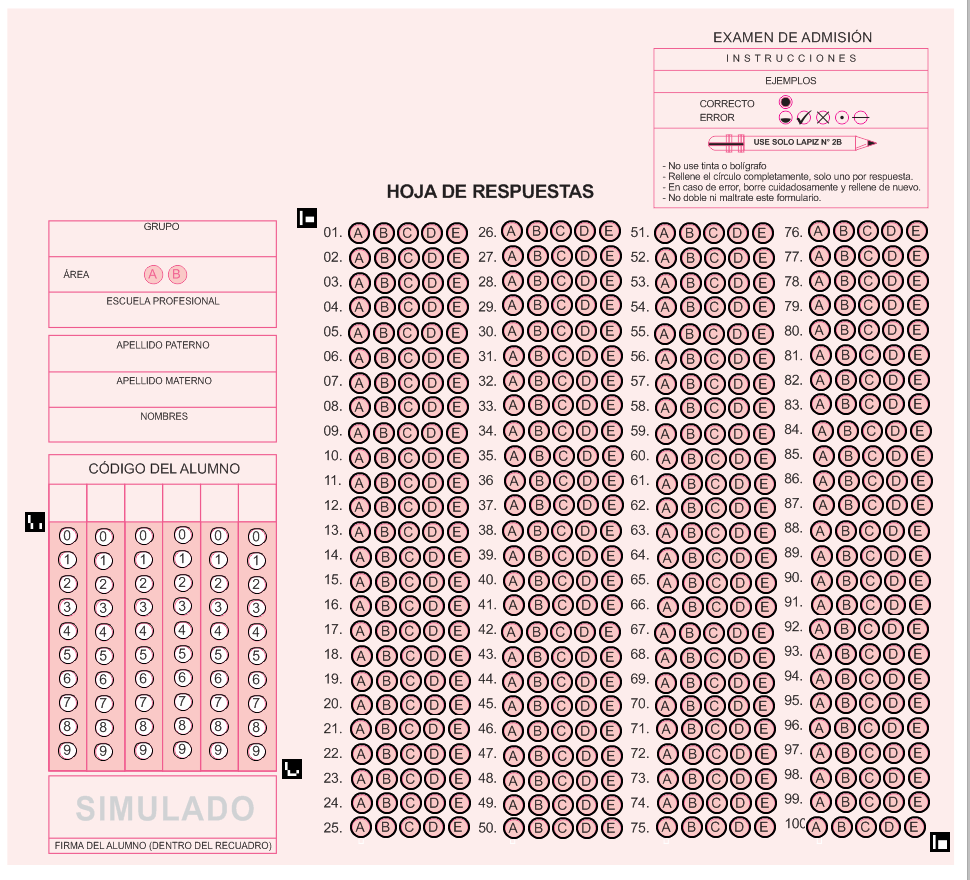 EXAMEN DE ADMISIÓN
INSTRUCCIONES
EJEMPLOS
CORRECTO
ERROR
USE SOLO LAPIZ N° 2B
- No use tinta o bolígrafo
- Rellene el círculo completamente, solo uno por respuesta.
- En caso de error, borre cuidadosamente y rellene de nuevo.
- No doble ni maltrate este formulario.
HOJA DE RESPUESTAS
GRUPO
ÁREA A B
ESCUELA PROFESIONAL
APELLIDO PATERNO
APELLIDO MATERNO
NOMBRES
CÓDIGO DEL ALUMNO
0 0 0 0 0 0
1 1 1 1 1 1
2 2 2 2 2 2
3 3 3 3 3 3
4 4 4 4 4 4
5 5 5 5 5 5
6 6 6 6 6 6
7 7 7 7 7 7
8 8 8 8 8 8
9 9 9 9 9 9
SIMULADO
FIRMA DEL ALUMNO (DENTRO DEL RECUADRO)
01. A B C D E 26. A B C D E 51. A B C D E 76. A B C D E
02. A B C D E 27. A B C D E 52. A B C D E 77. A B C D E
03. A B C D E 28. A B C D E 53. A B C D E 78. A B C D E
04. A B C D E 29. A B C D E 54. A B C D E 79. A B C D E
05. A B C D E 30. A B C D E 55. A B C D E 80. A B C D E
06. A B C D E 31. A B C D E 56. A B C D E 81. A B C D E
07. A B C D E 32. A B C D E 57. A B C D E 82. A B C D E
08. A B C D E 33. A B C D E 58. A B C D E 83. A B C D E
09. A B C D E 34. A B C D E 59. A B C D E 84. A B C D E
10. A B C D E 35. A B C D E 60. A B C D E 85. A B C D E
11. A B C D E 36 A B C D E 61. A B C D E 86. A B C D E
12. A B C D E 37. A B C D E 62. A B C D E 87. A B C D E
13. A B C D E 38. A B C D E 63. A B C D E 88. A B C D E
14. A B C D E 39. A B C D E 64. A B C D E 89. A B C D E
15. A B C D E 40. A B C D E 65. A B C D E 90. A B C D E
16. A B C D E 41. A B C D E 66. A B C D E 91. A B C D E
17. A B C D E 42. A B C D E 67. A B C D E 92. A B C D E
18. A B C D E 43. A B C D E 68. A B C D E 93. A B C D E
19. A B C D E 44. A B C D E 69. A B C D E 94. A B C D E
20. A B C D E 45. A B C D E 70. A B C D E 95. A B C D E
21. A B C D E 46. A B C D E 71. A B C D E 96. A B C D E
22. A B C D E 47. A B C D E 72. A B C D E 97. A B C D E
23. A B C D E 48. A B C D E 73. A B C D E 98. A B C D E
24. A B C D E 49. A B C D E 74. A B C D E 99. A B C D E
25. A B C D E 50. A B C D E 75. A B C D E 100 A B C D E